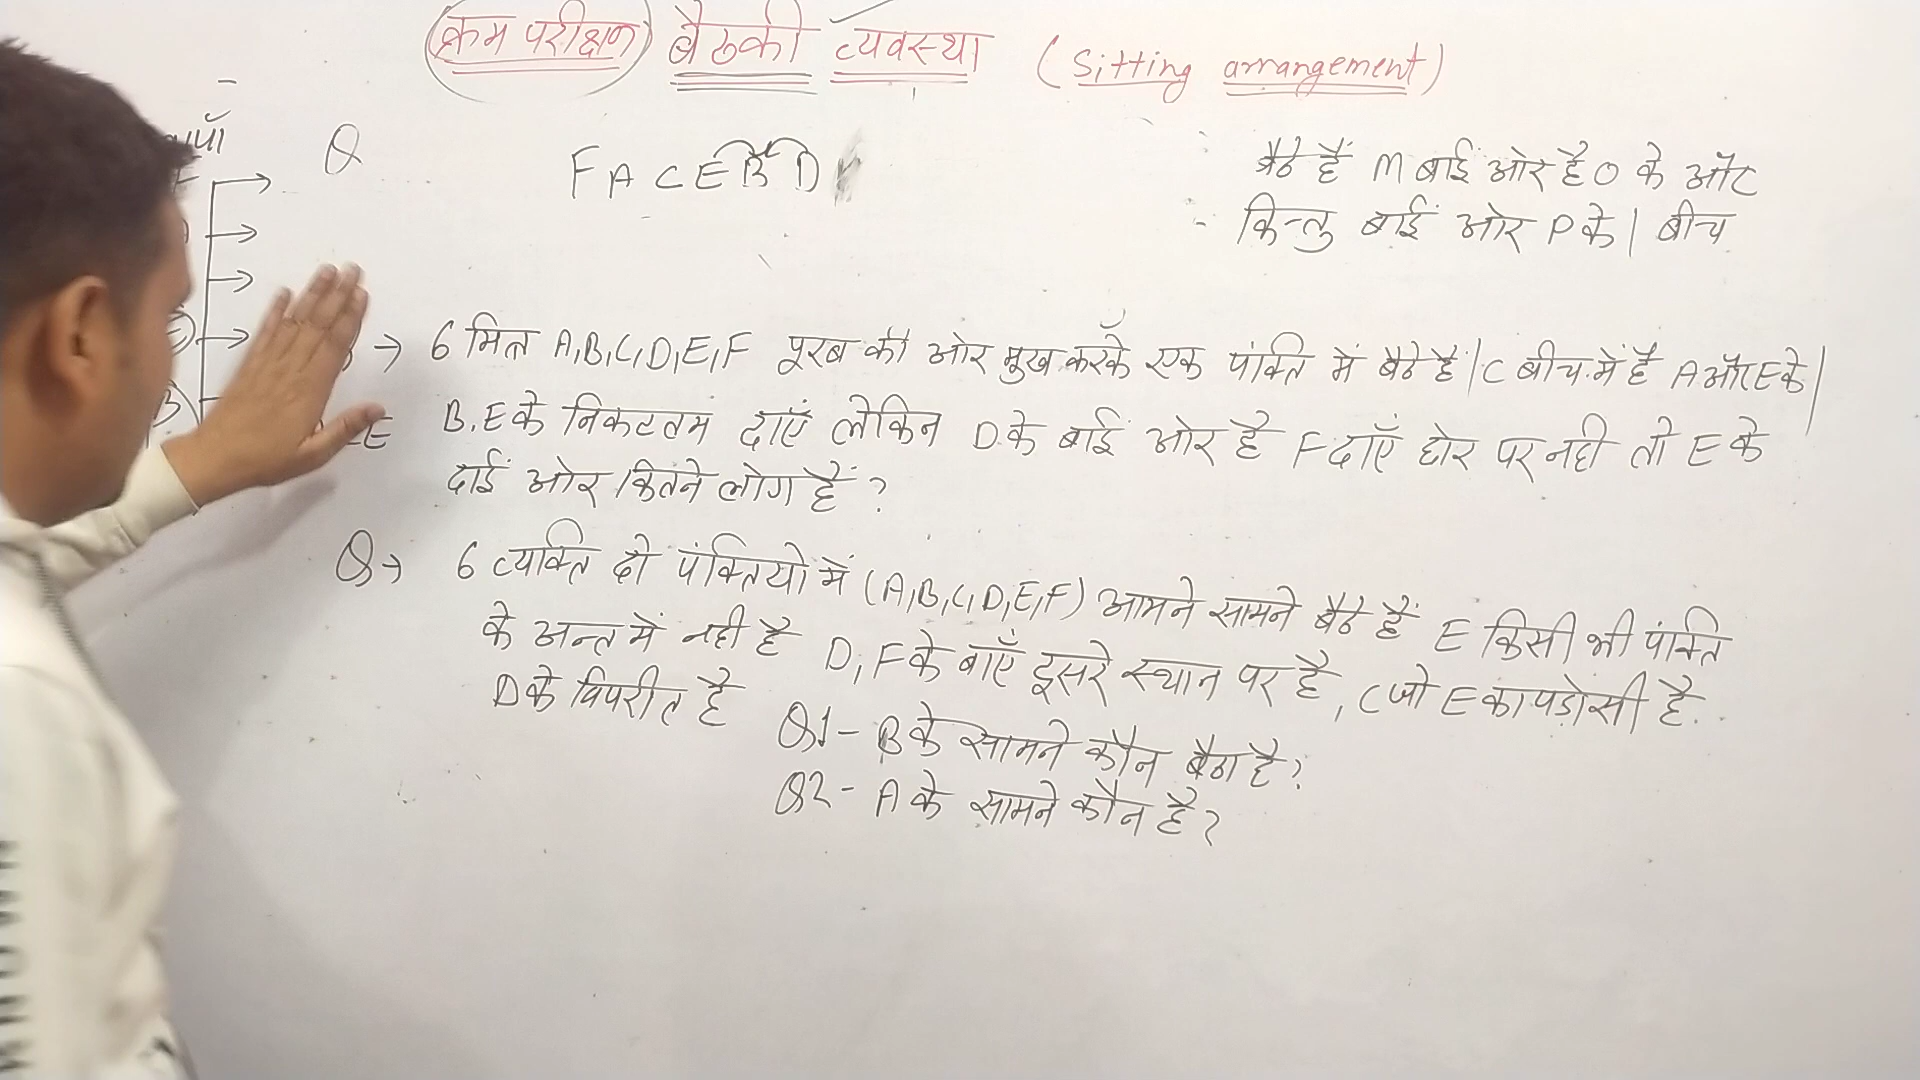 क्रम परीक्षण बैठकी व्यवस्था (Sitting arrangement)
Q
F A C E B D
बैठे हैं M बाईं ओर है O के और
किन्तु बाईं ओर P के | बीच
→ 6 मित्र A,B,C,D,E,F पूरब की ओर मुख करके एक पंक्ति में बैठे है | C बीच में है A और E के |
B, E के निकटतम दाएँ लेकिन D के बाईं ओर है F दाएँ छोर पर नही तो E के
दाईं ओर कितने लोग हैं ?
Q→ 6 व्यक्ति दो पंक्तियो में (A,B,C,D,E,F) आमने सामने बैठे हैं E किसी भी पंक्ति
के अन्त में नही है D, F के बाएँ दूसरे स्थान पर है, C जो E का पड़ोसी है
D के विपरीत है
Q1- B के सामने कौन बैठा है ?
Q2- A के सामने कौन है ?